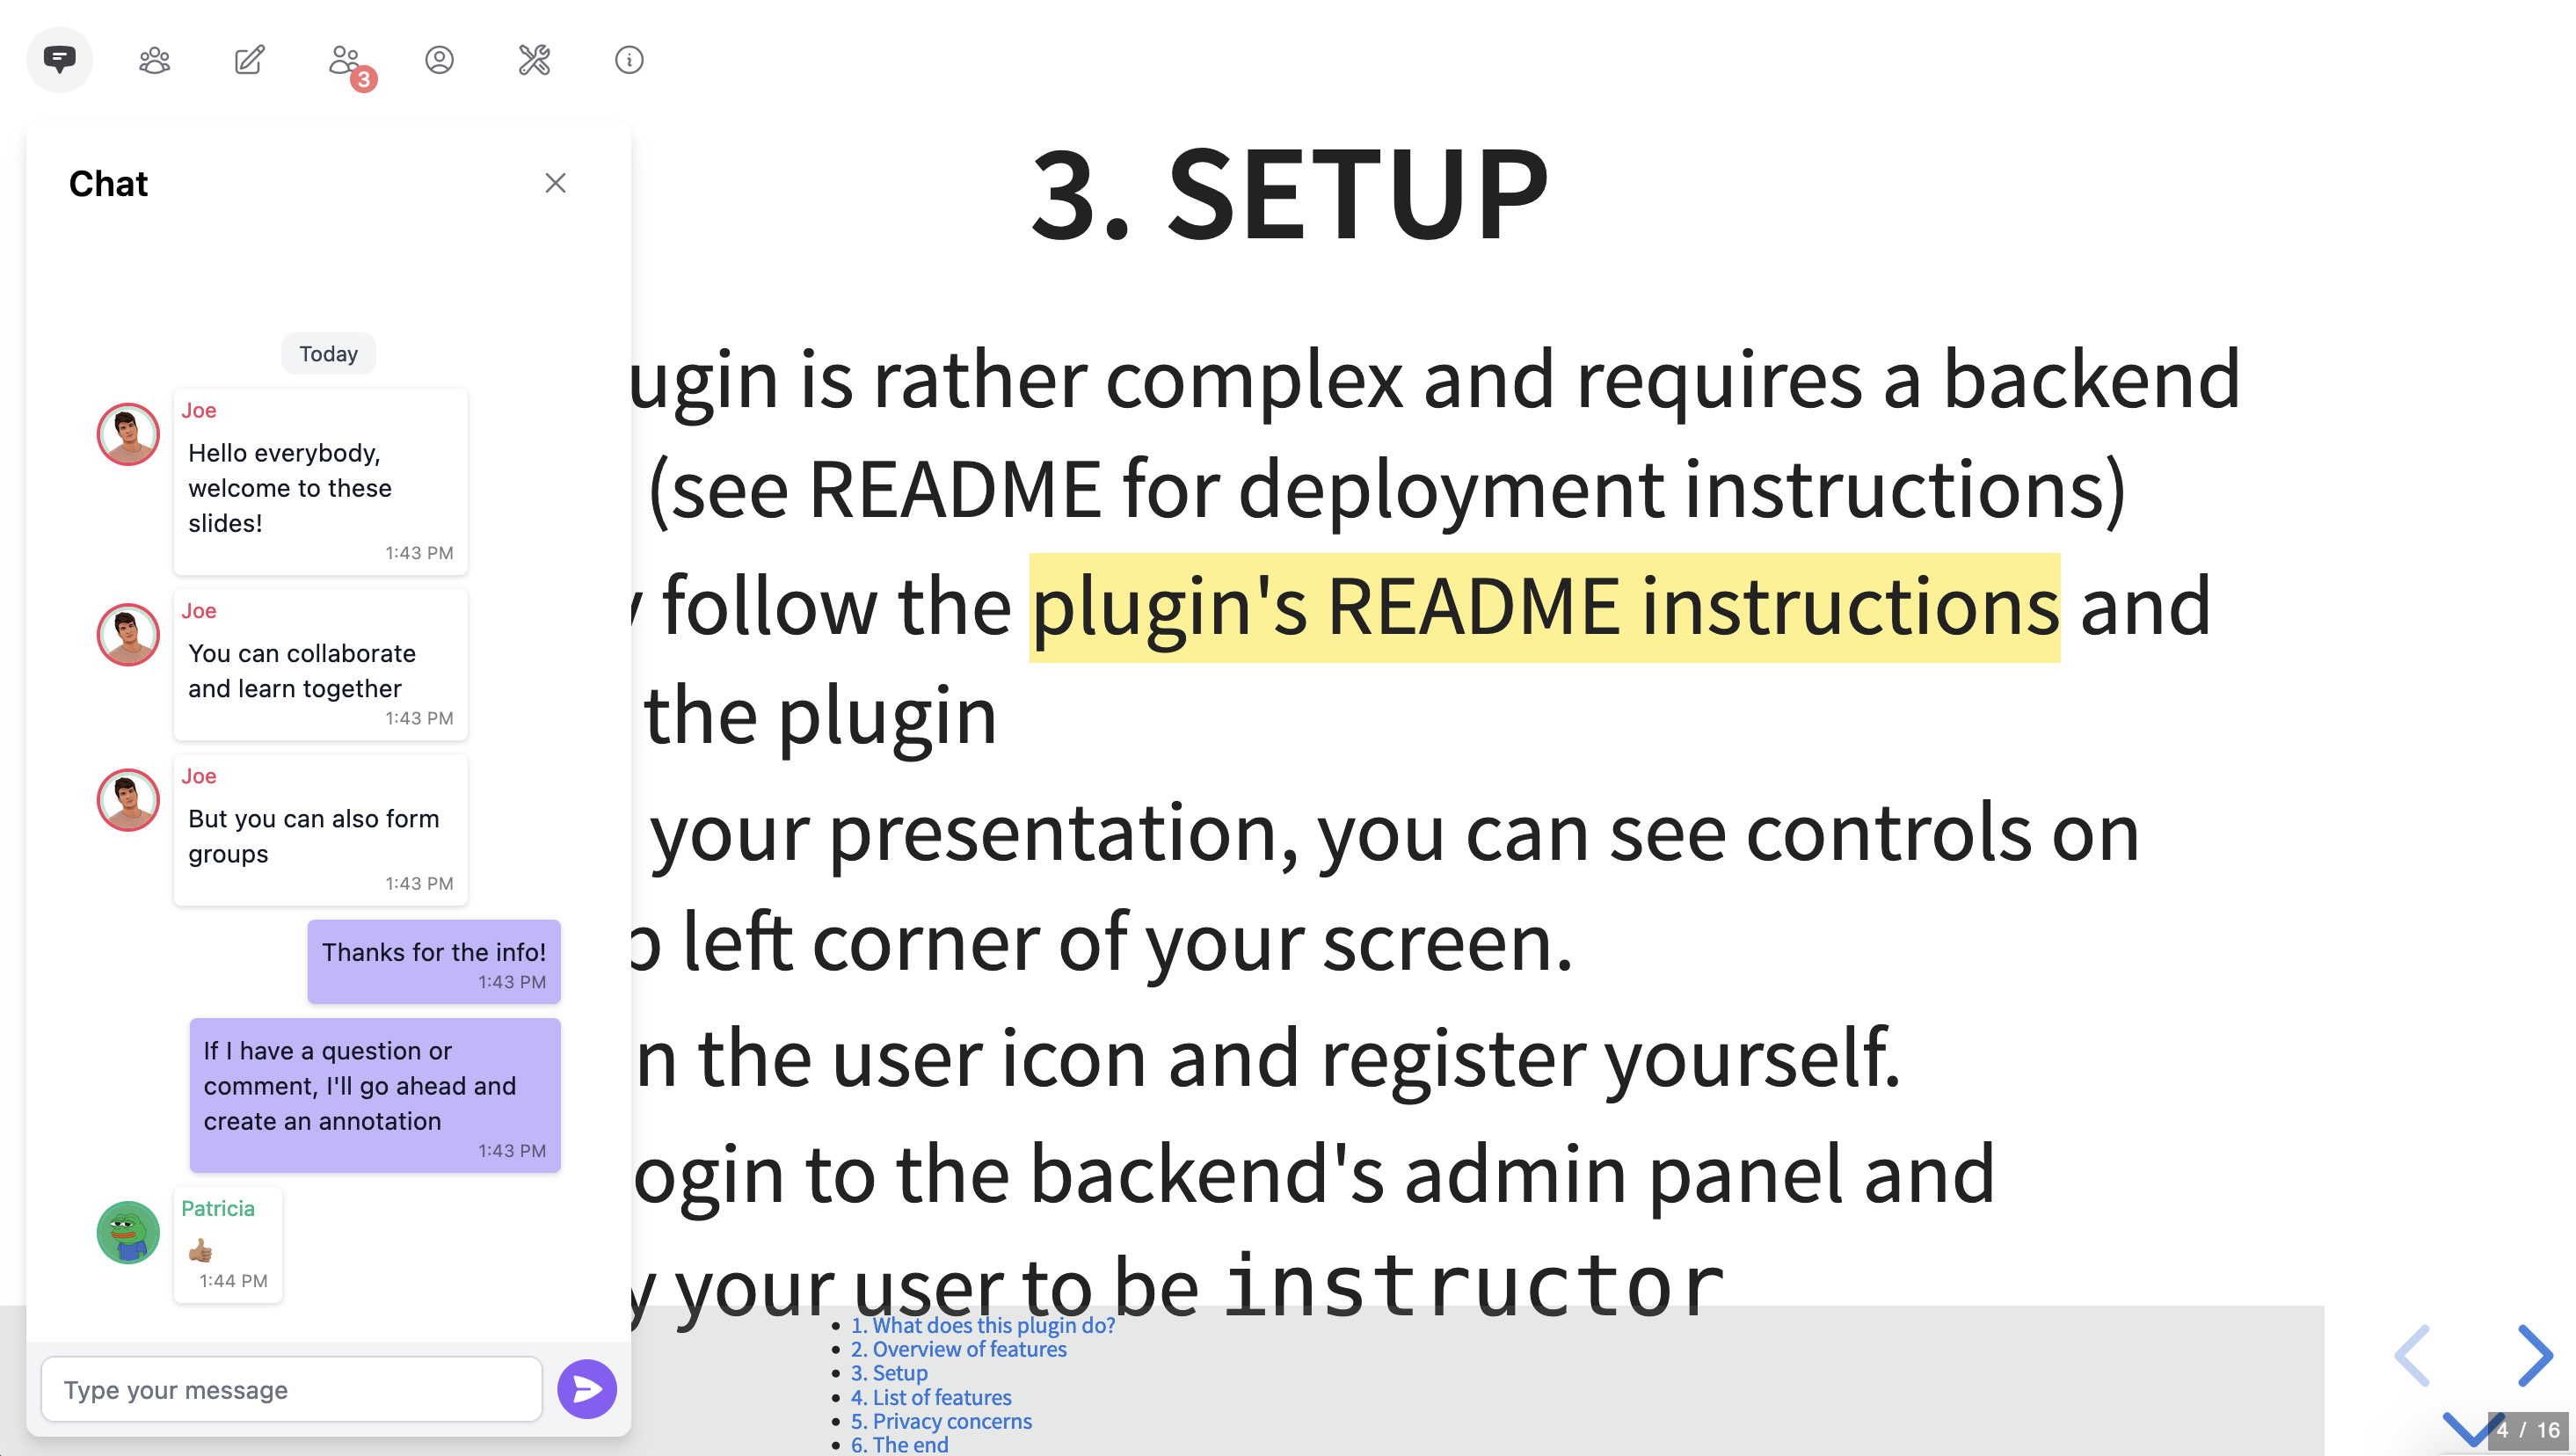 3
Chat
Today
Joe
Hello everybody,
welcome to these
slides!
1:43 PM
Joe
You can collaborate
and learn together
1:43 PM
Joe
But you can also form
groups
1:43 PM
Thanks for the info!
1:43 PM
If I have a question or
comment, I'll go ahead and
create an annotation
1:43 PM
Patricia
👍🏽
1:44 PM
Type your message
3. SETUP
ugin is rather complex and requires a backend
(see README for deployment instructions)
follow the plugin's README instructions and
the plugin
your presentation, you can see controls on
p left corner of your screen.
n the user icon and register yourself.
ogin to the backend's admin panel and
y your user to be instructor
1. What does this plugin do?
2. Overview of features
3. Setup
4. List of features
5. Privacy concerns
6. The end
4 / 16